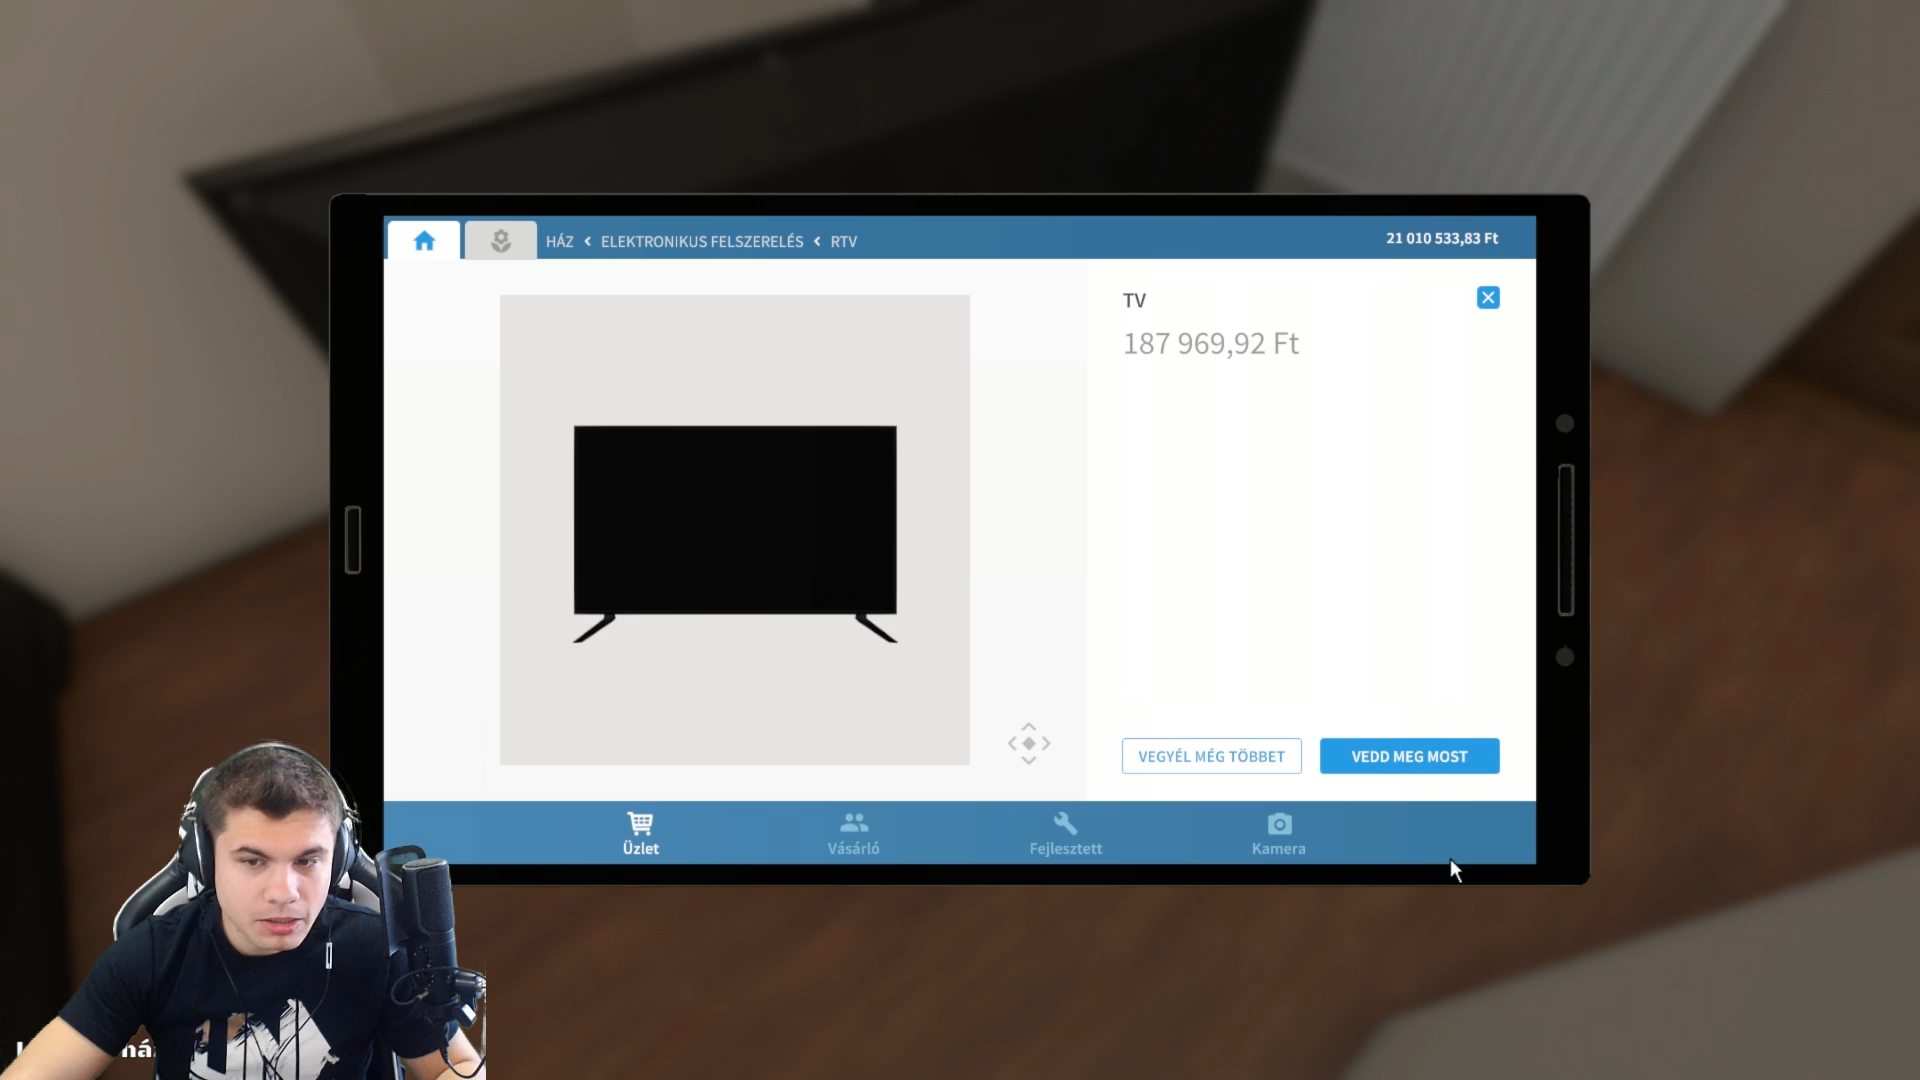 HÁZ < ELEKTRONIKUS FELSZERELÉS < RTV
21 010 533,83 Ft
TV
187 969,92 Ft
VEGYÉL MÉG TÖBBET
VEDD MEG MOST
Üzlet
Vásárló
Fejlesztett
Kamera